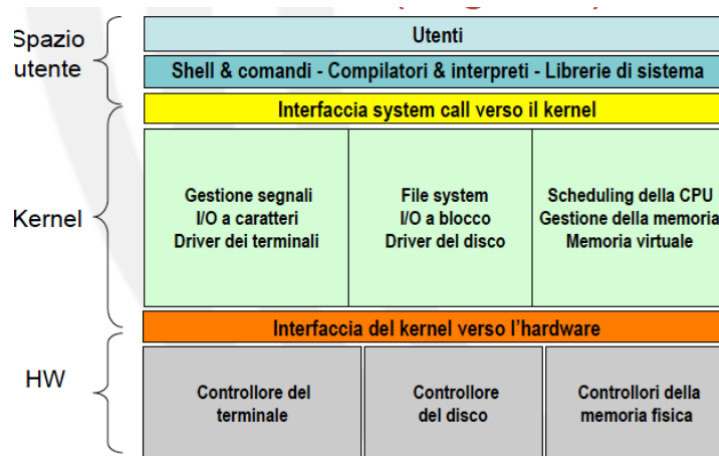 Spazio
utente
Utenti
Shell & comandi - Compilatori & interpreti - Librerie di sistema
Interfaccia system call verso il kernel
Kernel
Gestione segnali
I/O a caratteri
Driver dei terminali
File system
I/O a blocco
Driver del disco
Scheduling della CPU
Gestione della memoria
Memoria virtuale
Interfaccia del kernel verso l'hardware
HW
Controllore del
terminale
Controllore
del disco
Controllori della
memoria fisica